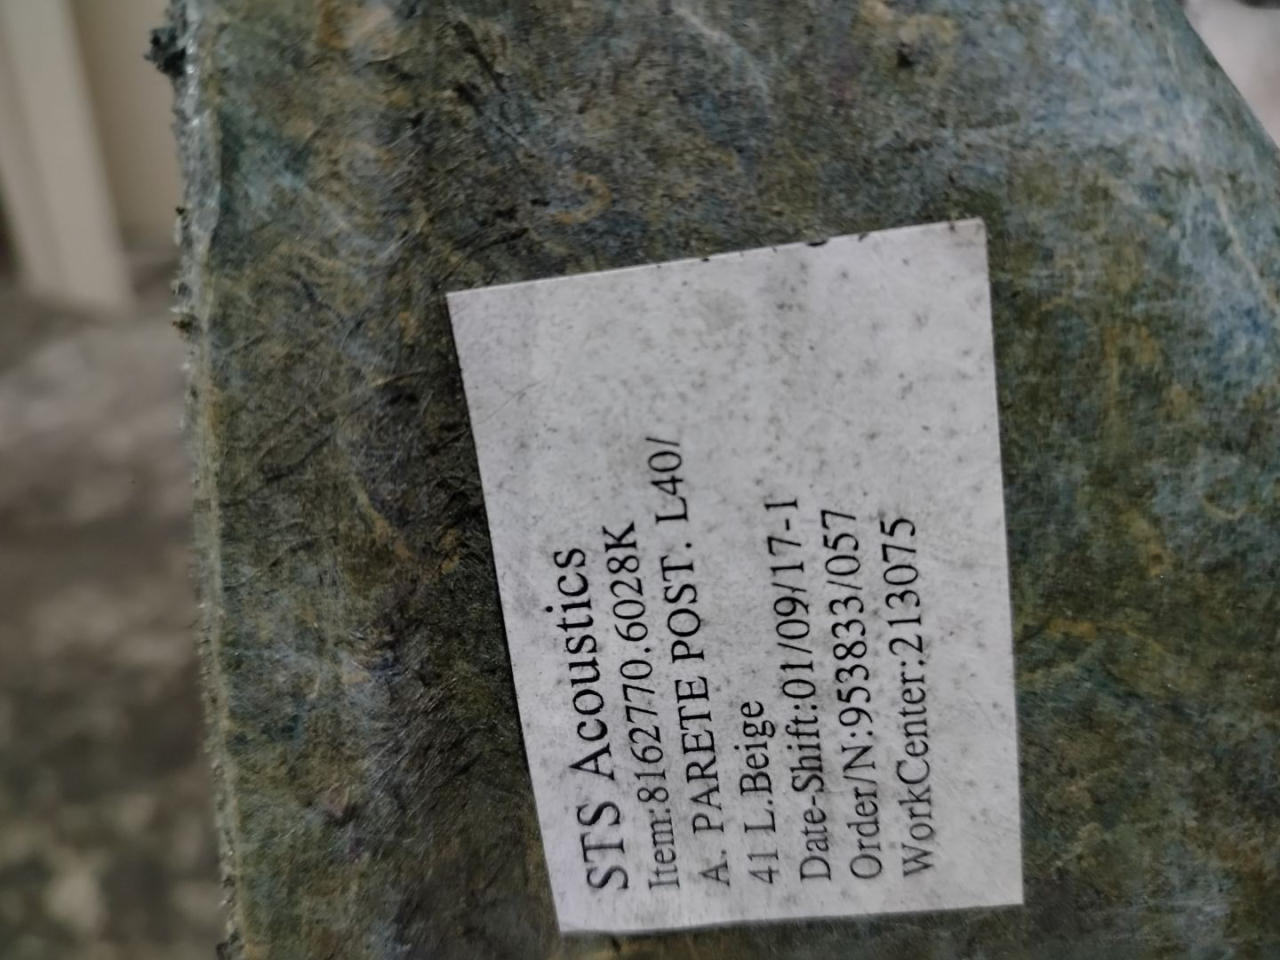 STS Acoustics
Item:8162770.6028K
A. PARETE POST. L40/
41 L.Beige
Date-Shift:01/09/17-1
Order/N:953833/057
WorkCenter:213075